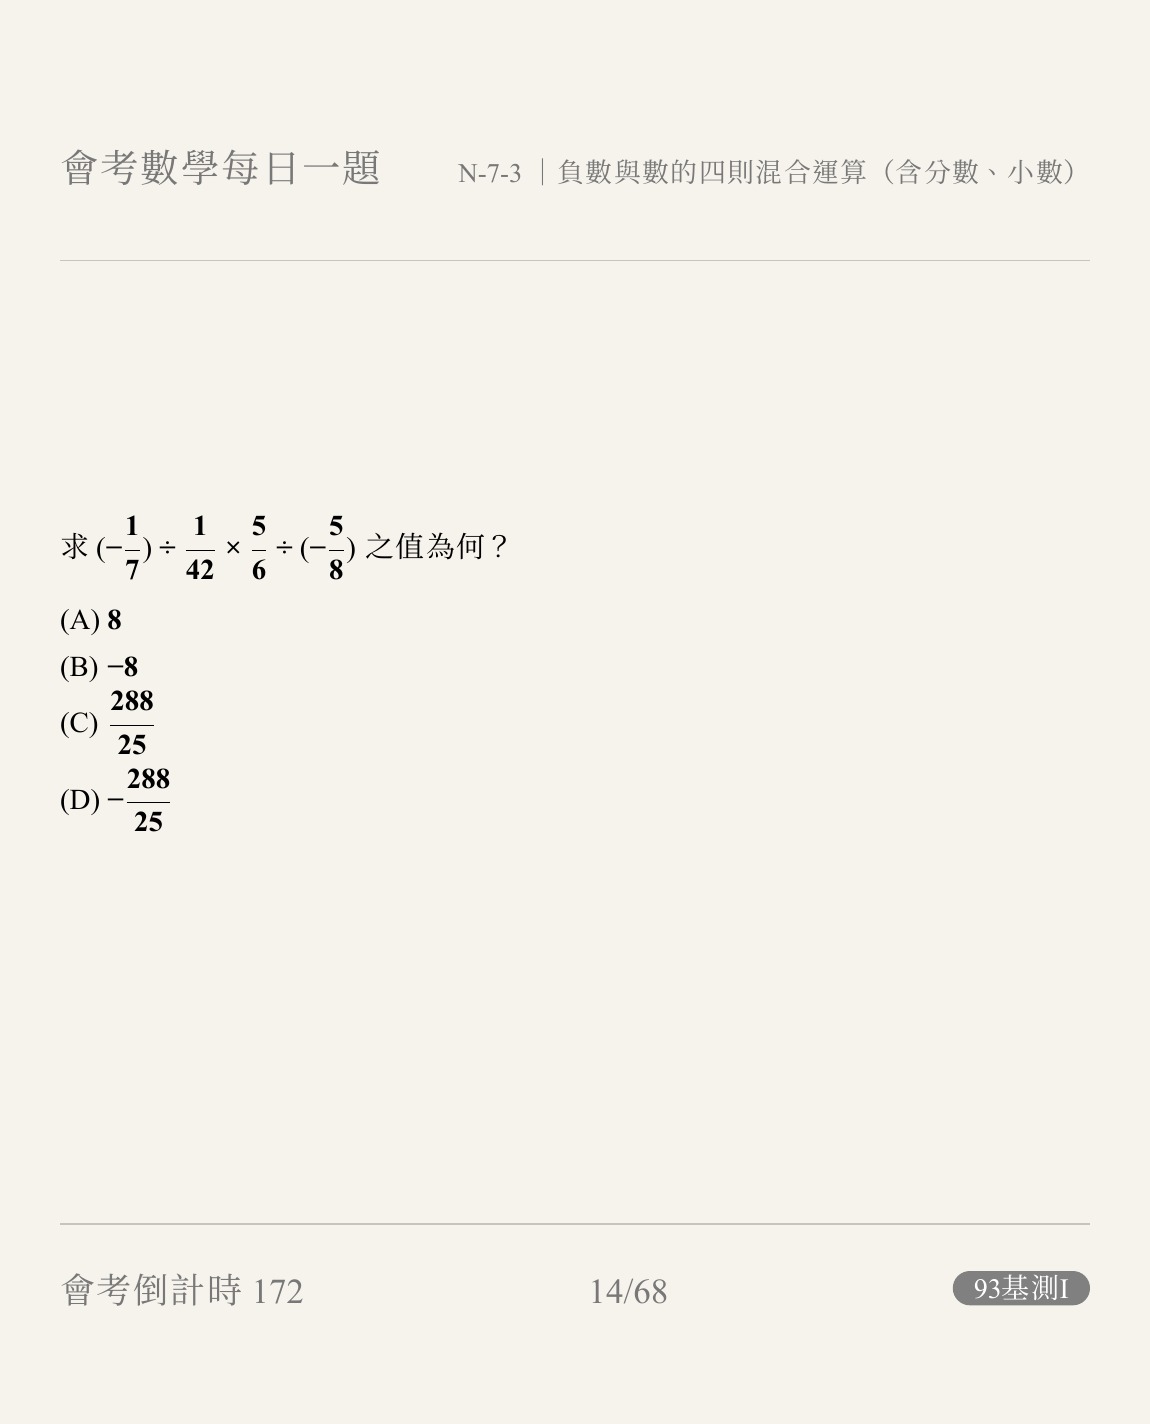 會考數學每日一題
N-7-3｜負數與數的四則混合運算（含分數、小數）
求 (−1/7) ÷ 1/42 × 5/6 ÷ (−5/8) 之值為何？
(A) 8
(B) −8
(C) 288/25
(D) −288/25
會考倒計時 172
14/68
93基測I